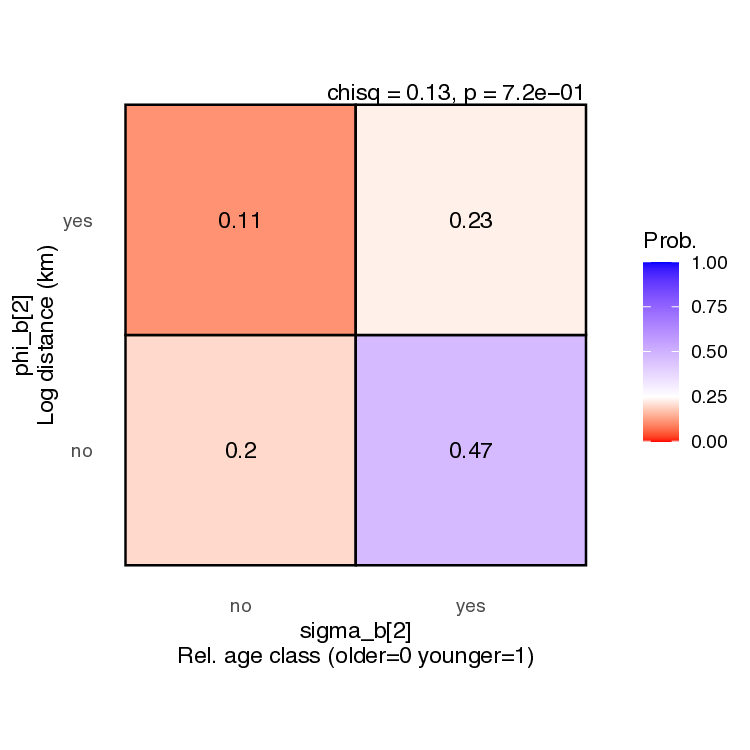 chisq = 0.13, p = 7.2e−01
yes
no
phi_b[2]
Log distance (km)
0.11
0.23
0.2
0.47
no
yes
sigma_b[2]
Rel. age class (older=0 younger=1)
Prob.
1.00
0.75
0.50
0.25
0.00